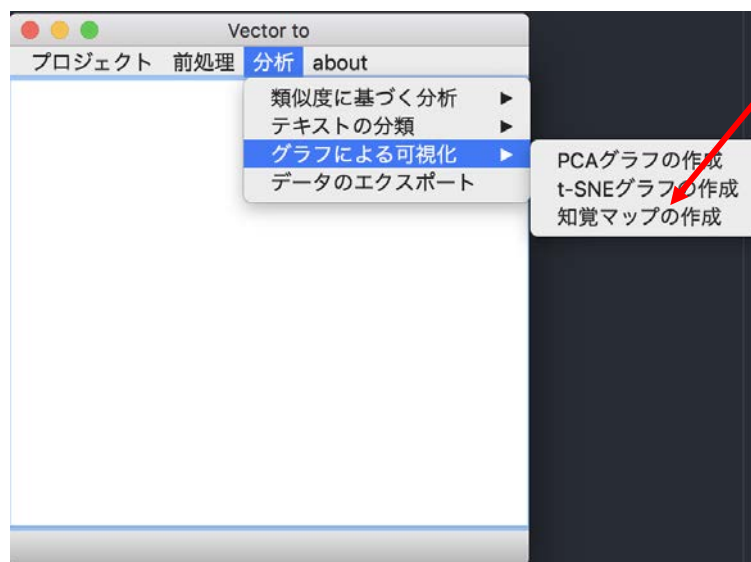 Vector to
プロジェクト 前処理 分析 about
類似度に基づく分析
テキストの分類
グラフによる可視化
データのエクスポート
PCAグラフの作成
t-SNEグラフの作成
知覚マップの作成